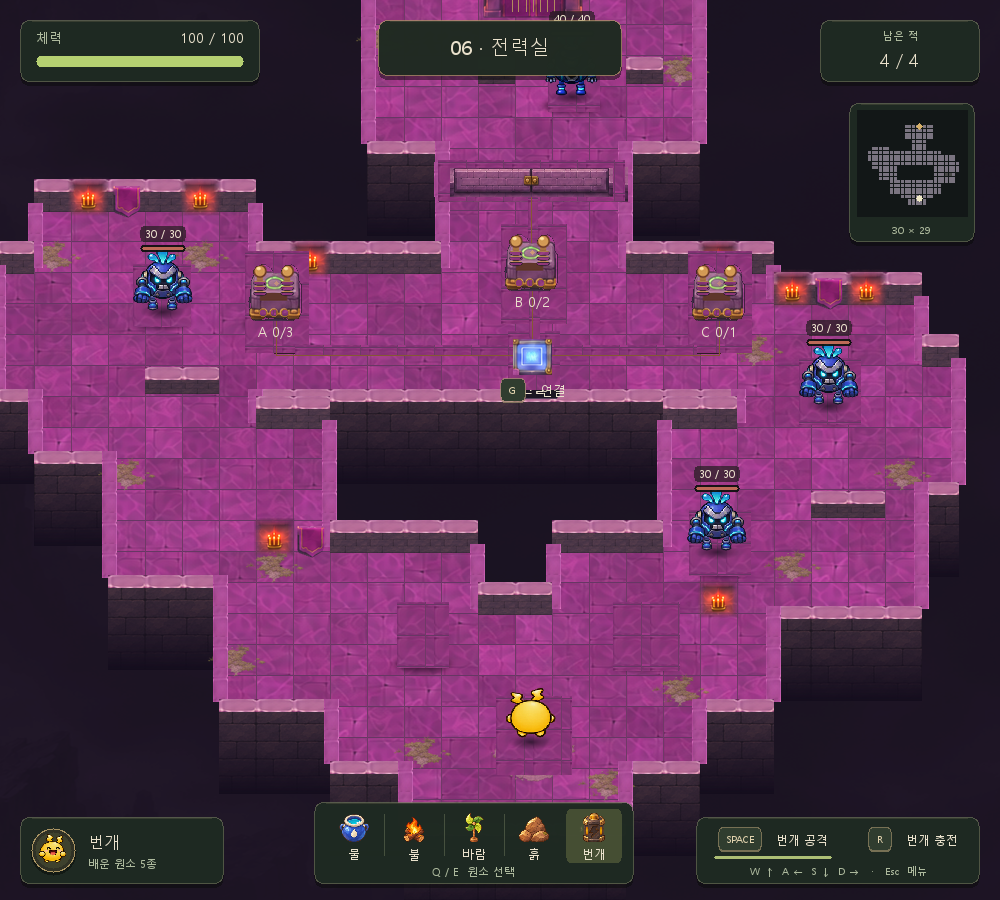 체력 100 / 100
40 / 40
06 · 전력실
남은 적
4 / 4
30 × 29
30 / 30
A 0/3
B 0/2
C 0/1
30 / 30
G 연결
30 / 30
번개
배운 원소 5종
물 불 바람 흙 번개
Q / E 원소 선택
SPACE 번개 공격 R 번개 충전
W ↑ A ← S ↓ D → · Esc 메뉴